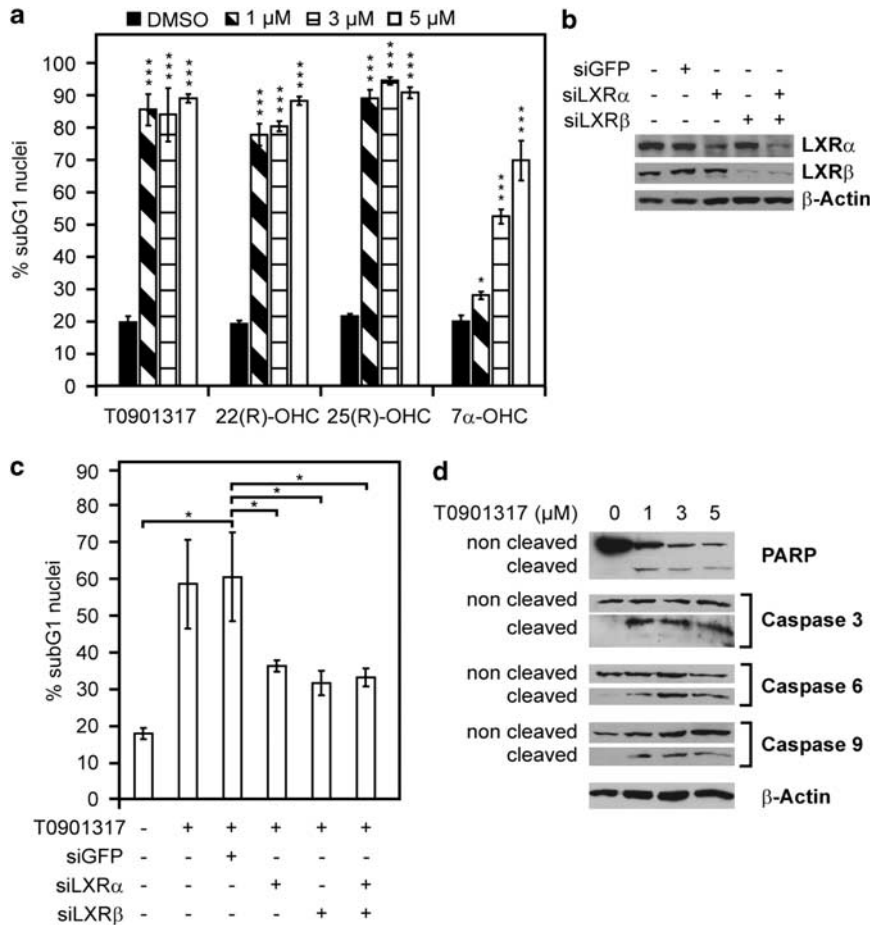 a
DMSO 1 µM 3 µM 5 µM
% subG1 nuclei
100
90
80
70
60
50
40
30
20
10
0
*** *** ***
*** *** ***
*** *** ***
* *** ***
T0901317 22(R)-OHC 25(R)-OHC 7α-OHC
b
siGFP - + - - -
siLXRα - - + - +
siLXRβ - - - + +
LXRα
LXRβ
β-Actin
c
% subG1 nuclei
90
80
70
60
50
40
30
20
10
0
*
*
*
*
T0901317 - + + + + +
siGFP - - + - - -
siLXRα - - - + - +
siLXRβ - - - - + +
d
T0901317 (µM) 0 1 3 5
non cleaved
cleaved
PARP
non cleaved
cleaved
Caspase 3
non cleaved
cleaved
Caspase 6
non cleaved
cleaved
Caspase 9
β-Actin